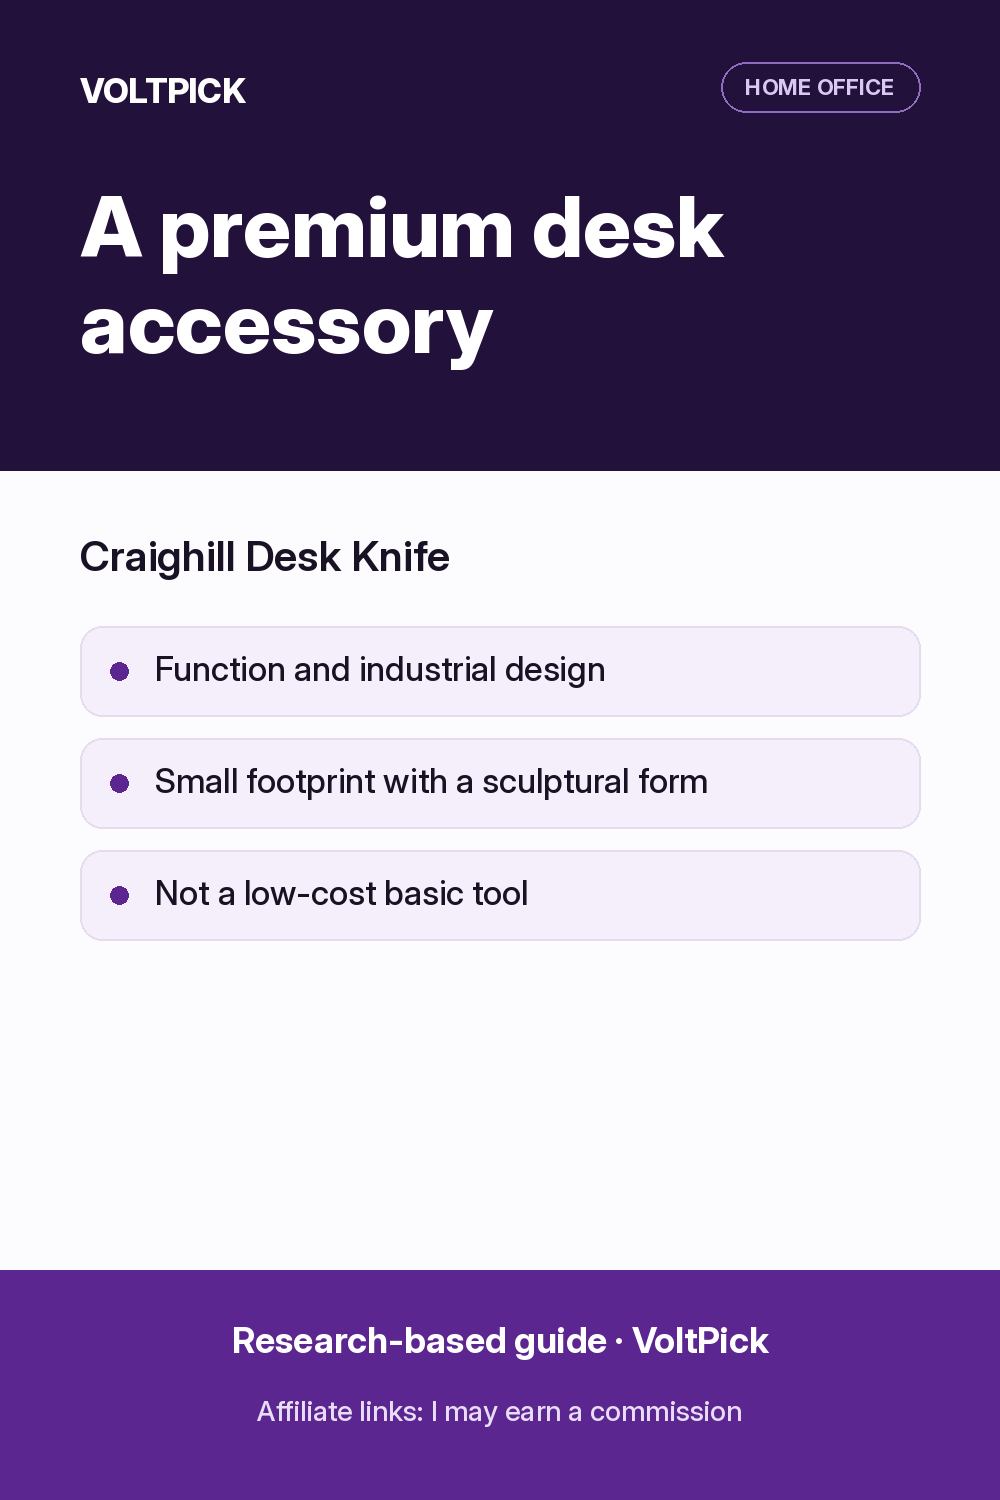 VOLTPICK
HOME OFFICE
A premium desk
accessory
Craighill Desk Knife
Function and industrial design
Small footprint with a sculptural form
Not a low-cost basic tool
Research-based guide · VoltPick
Affiliate links: I may earn a commission